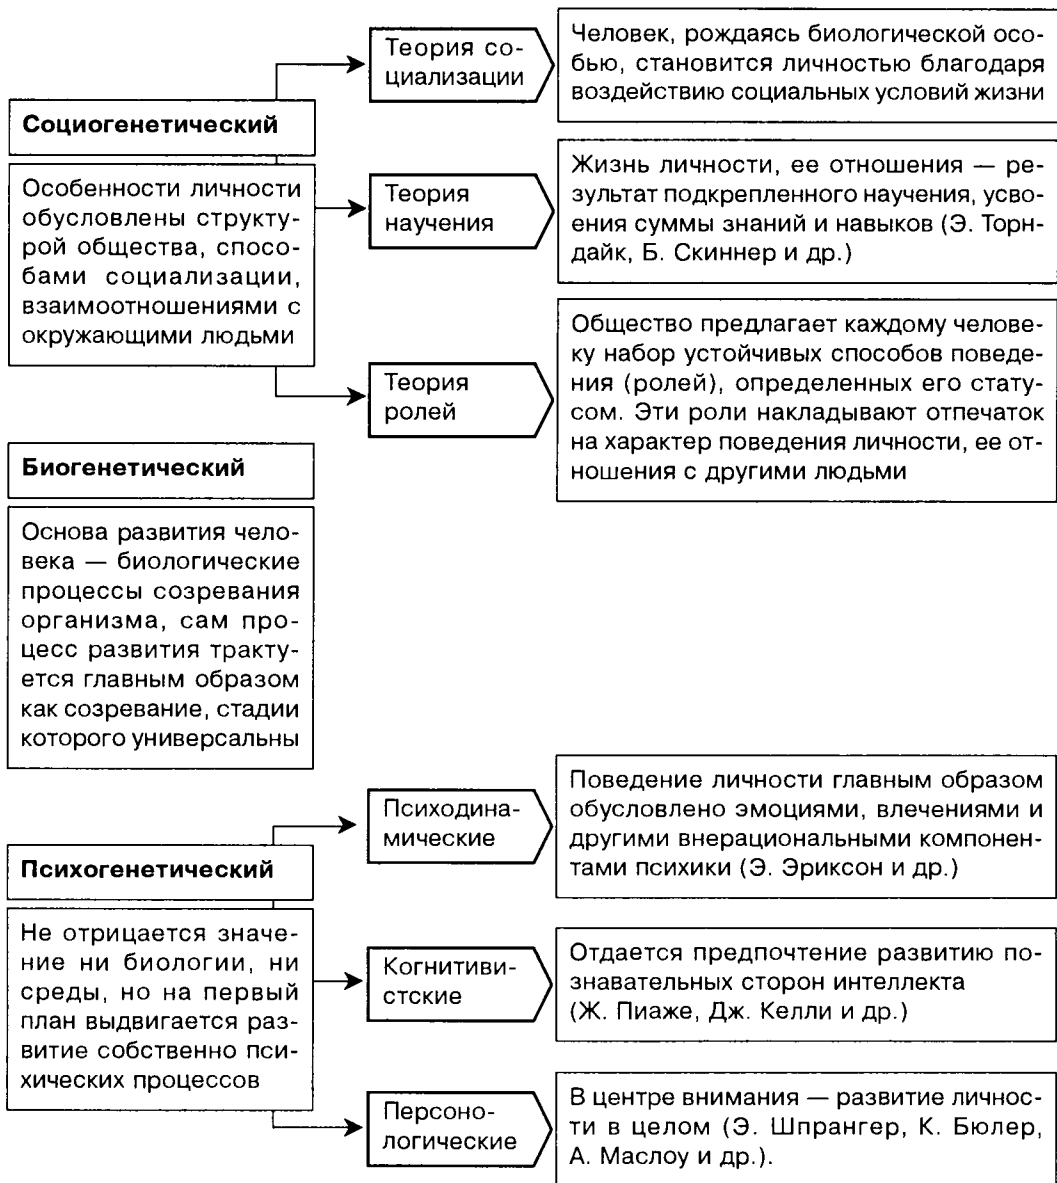 Социогенетический
Особенности личности
обусловлены структу-
рой общества, спосо-
бами социализации,
взаимоотношениями с
окружающими людьми
Теория со-
циализации
Человек, рождаясь биологической осо-
бью, становится личностью благодаря
воздействию социальных условий жизни
Теория
научения
Жизнь личности, ее отношения — ре-
зультат подкрепленного научения, усво-
ения суммы знаний и навыков (Э. Торн-
дайк, Б. Скиннер и др.)
Теория
ролей
Общество предлагает каждому челове-
ку набор устойчивых способов поведе-
ния (ролей), определенных его стату-
сом. Эти роли накладывают отпечаток
на характер поведения личности, ее от-
ношения с другими людьми
Биогенетический
Основа развития чело-
века — биологические
процессы созревания
организма, сам про-
цесс развития тракту-
ется главным образом
как созревание, стадии
которого универсальны
Психогенетический
Не отрицается значе-
ние ни биологии, ни
среды, но на первый
план выдвигается раз-
витие собственно пси-
хических процессов
Психодина-
мические
Поведение личности главным образом
обусловлено эмоциями, влечениями и
другими внерациональными компонен-
тами психики (Э. Эриксон и др.)
Когнитиви-
стские
Отдается предпочтение развитию по-
знавательных сторон интеллекта
(Ж. Пиаже, Дж. Келли и др.)
Персоно-
логические
В центре внимания — развитие личнос-
ти в целом (Э. Шпрангер, К. Бюлер,
А. Маслоу и др.).